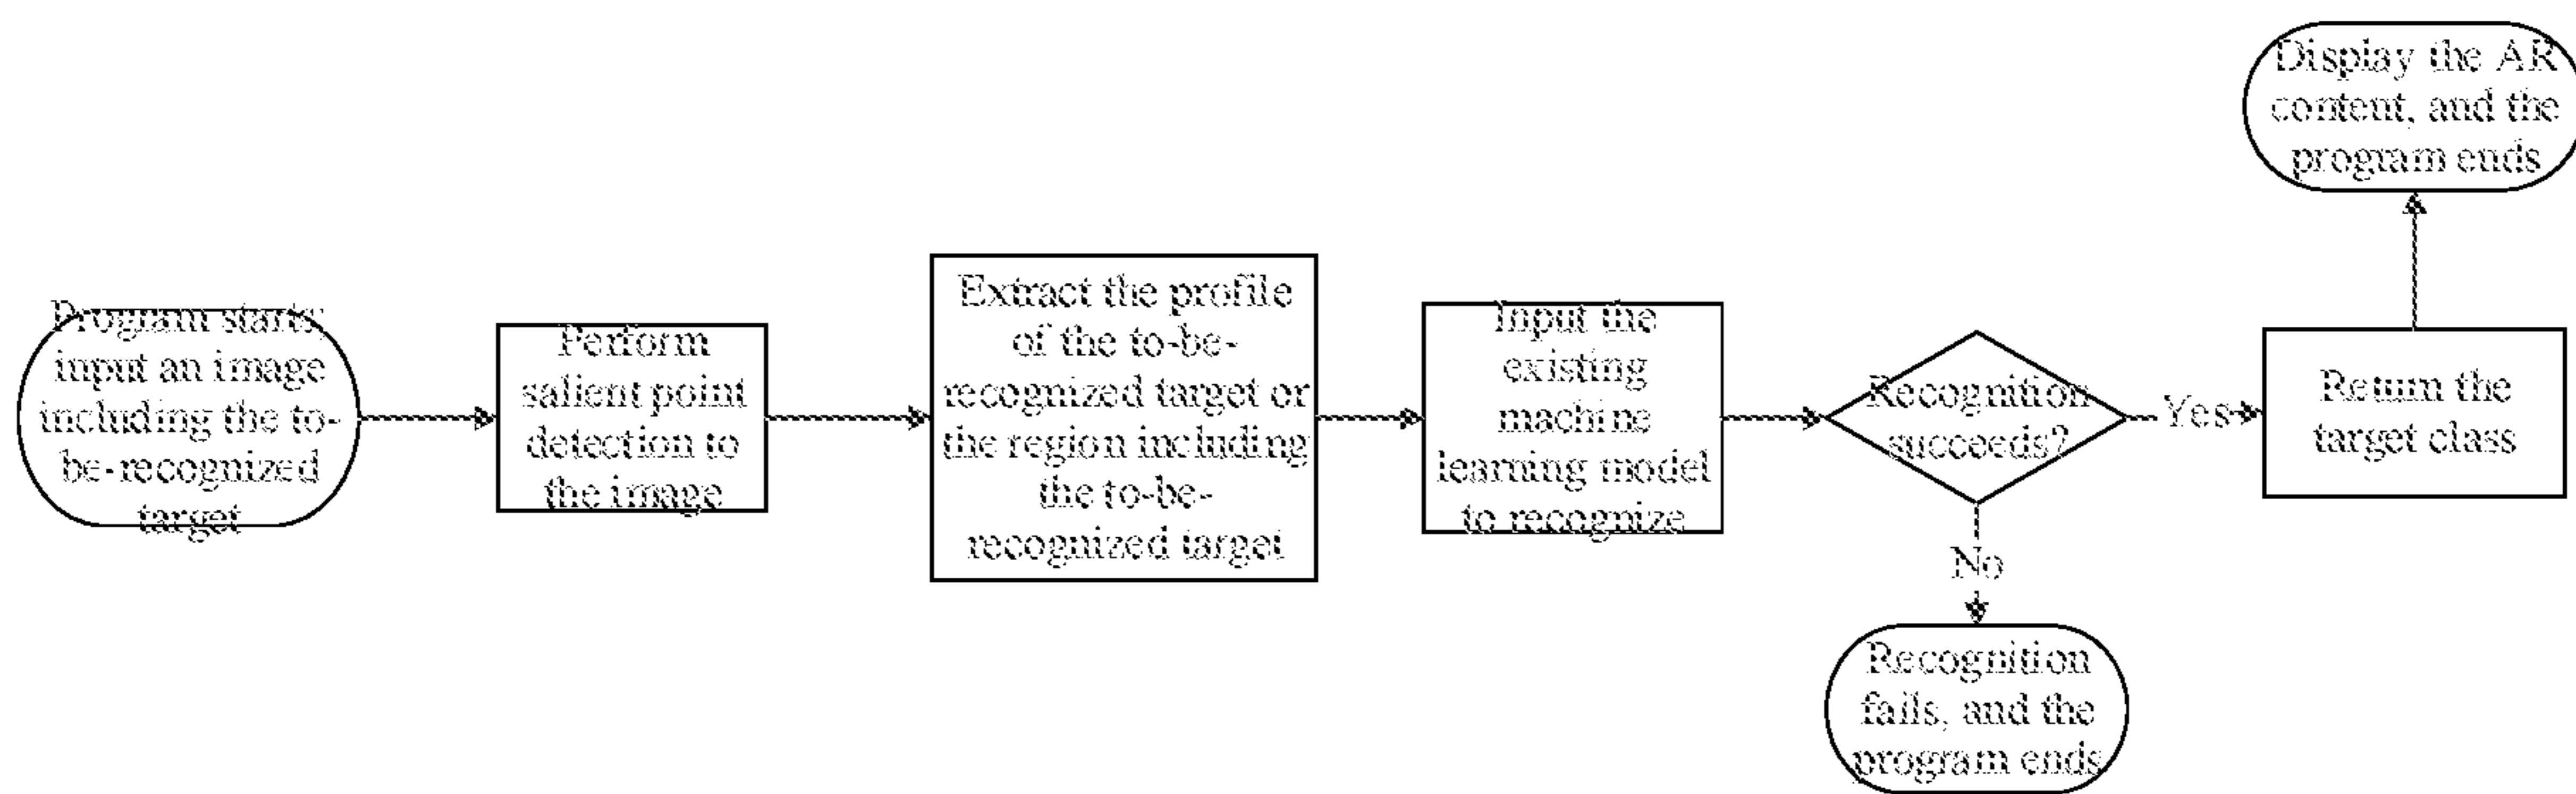 Program starts,
input an image
including the to-
be-recognized
target
Perform
salient point
detection to
the image
Extract the profile
of the to-be-
recognized target or
the region including
the to-be-
recognized target
Input the
existing
machine
learning model
to recognize
Recognition
succeeds?
Yes
Return the
target class
Display the AR
content, and the
program ends
No
Recognition
fails, and the
program ends